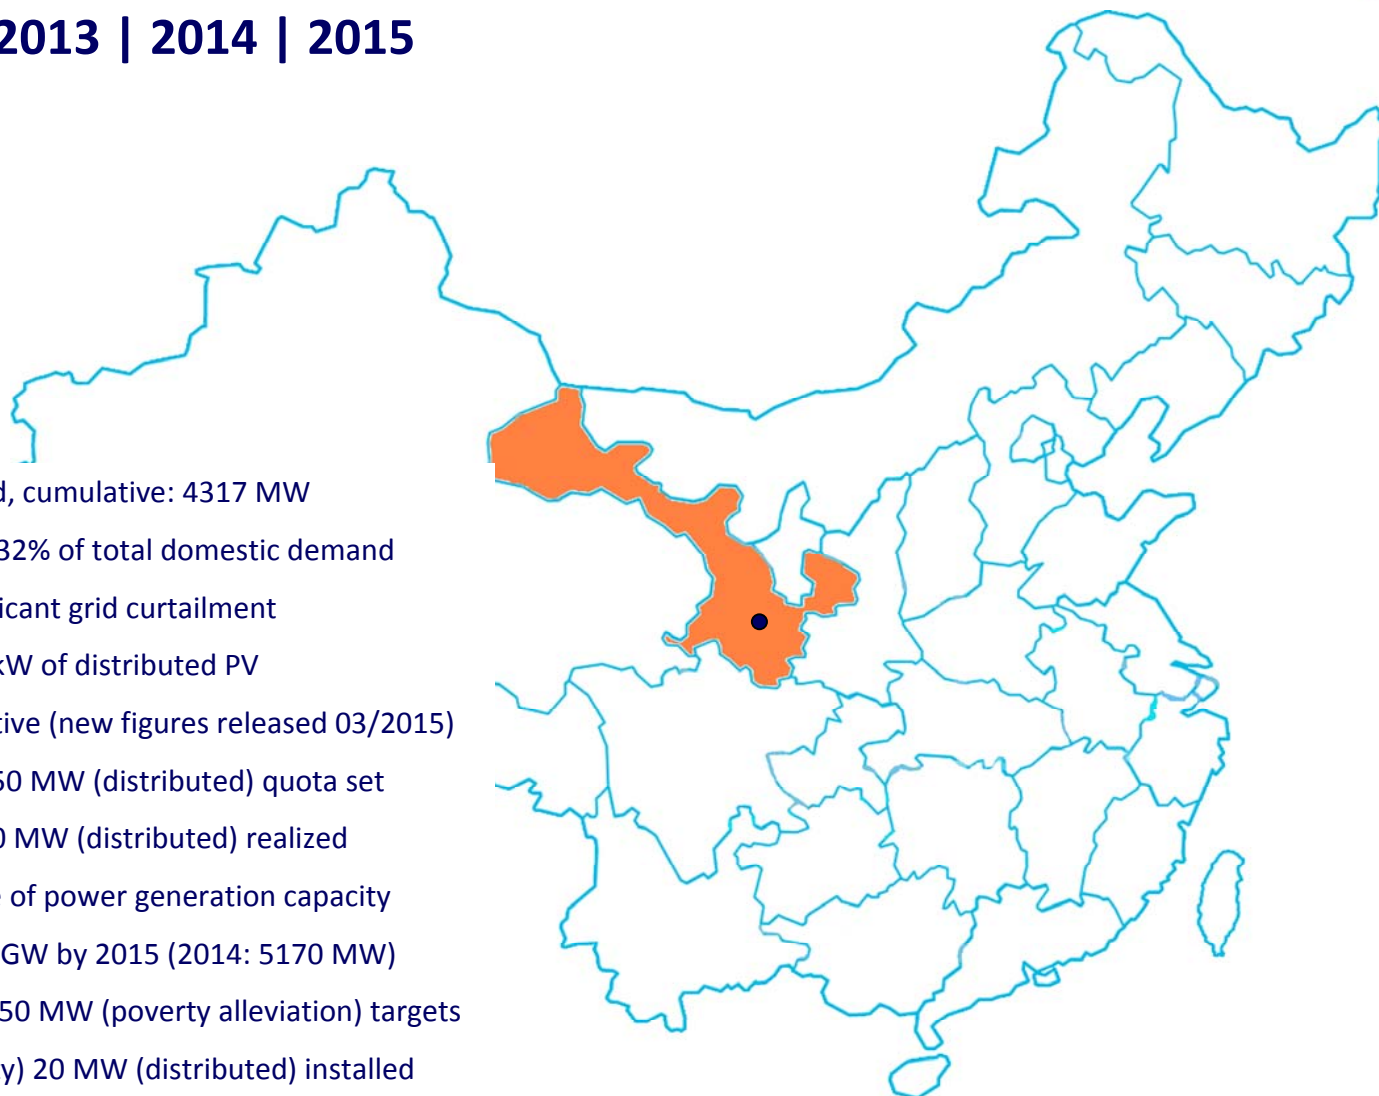 2013 | 2014 | 2015
d, cumulative: 4317 MW
32% of total domestic demand
icant grid curtailment
kW of distributed PV
tive (new figures released 03/2015)
50 MW (distributed) quota set
0 MW (distributed) realized
of power generation capacity
GW by 2015 (2014: 5170 MW)
50 MW (poverty alleviation) targets
y) 20 MW (distributed) installed